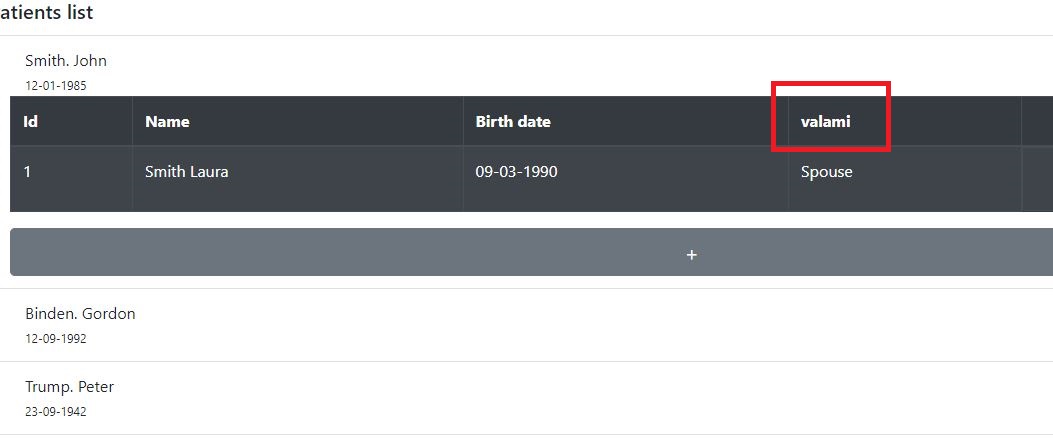 atients list
Smith. John
12-01-1985
Id Name Birth date valami
1 Smith Laura 09-03-1990 Spouse
+
Binden. Gordon
12-09-1992
Trump. Peter
23-09-1942